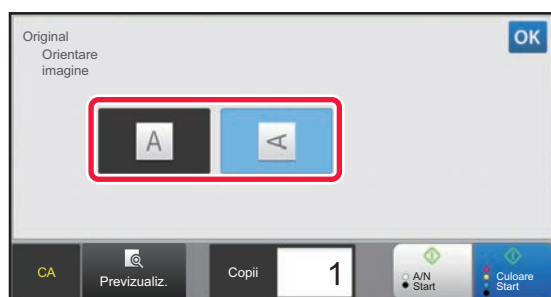 Original
OK
Orientare
imagine
A
A
CA
Previzualiz.
Copii
1
A/N
Start
Culoare
Start